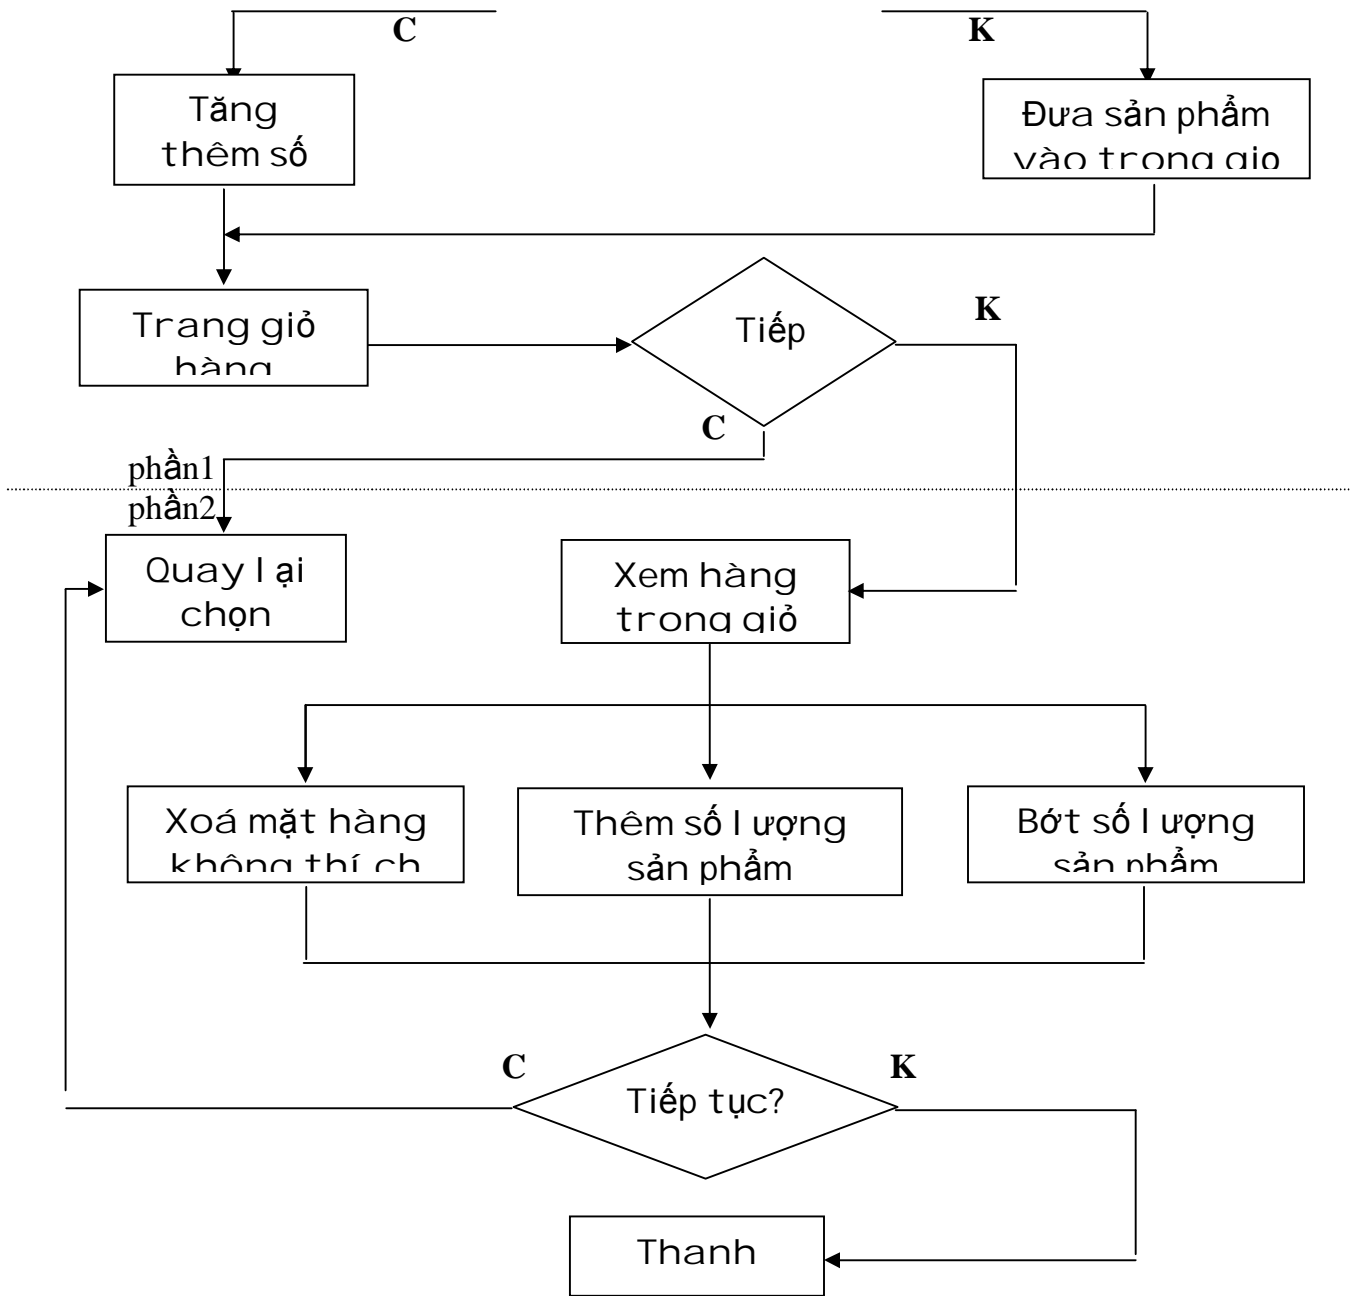 C
K
Tăng
thêm số
Đưa sản phẩm
vào trong giỏ
Trang giỏ
hàng
Tiếp
K
C
phần1
phần2
Quay lại
chọn
Xem hàng
trong giỏ
Xoá mặt hàng
không thích
Thêm số lượng
sản phẩm
Bớt số lượng
sản phẩm
C
K
Tiếp tục?
Thanh